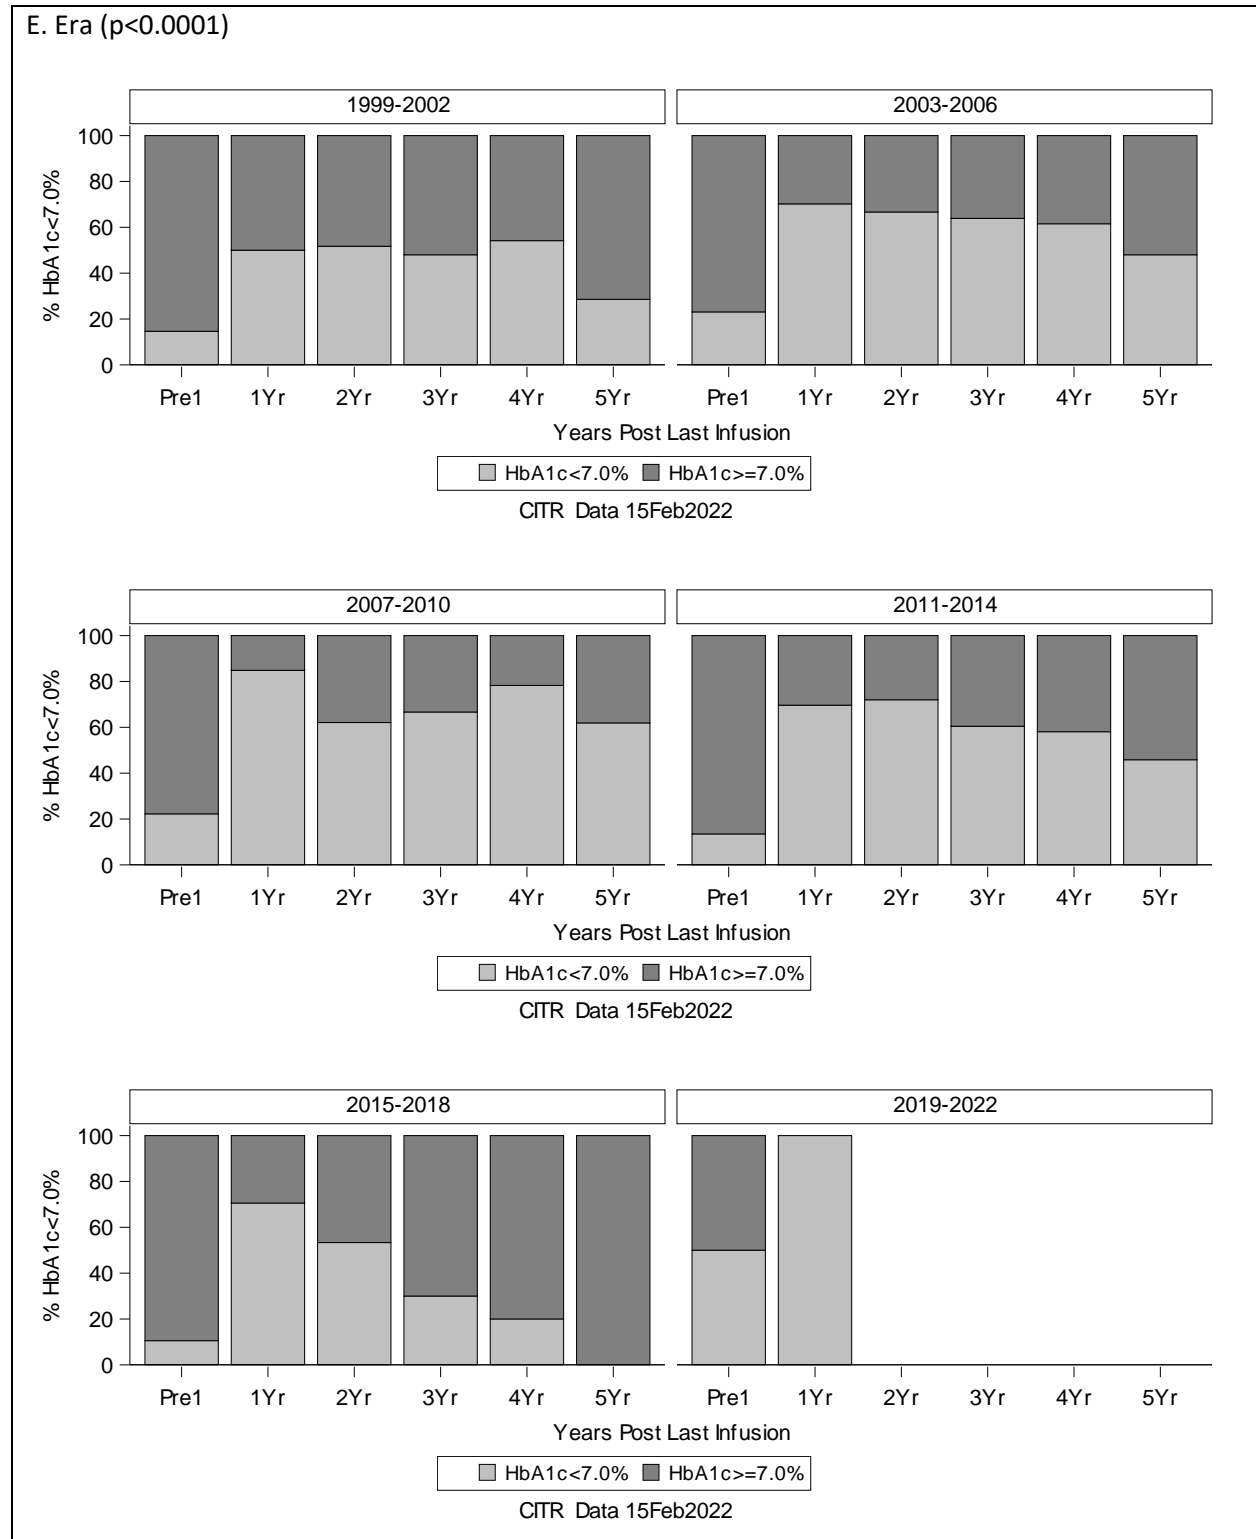 E. Era (p<0.0001)
1999-2002 2003-2006
100
80
60
40
20
0
% HbA1c<7.0%
Pre1 1Yr 2Yr 3Yr 4Yr 5Yr Pre1 1Yr 2Yr 3Yr 4Yr 5Yr
Years Post Last Infusion
HbA1c<7.0% HbA1c>=7.0%
CITR Data 15Feb2022
2007-2010 2011-2014
100
80
60
40
20
0
% HbA1c<7.0%
Pre1 1Yr 2Yr 3Yr 4Yr 5Yr Pre1 1Yr 2Yr 3Yr 4Yr 5Yr
Years Post Last Infusion
HbA1c<7.0% HbA1c>=7.0%
CITR Data 15Feb2022
2015-2018 2019-2022
100
80
60
40
20
0
% HbA1c<7.0%
Pre1 1Yr 2Yr 3Yr 4Yr 5Yr Pre1 1Yr 2Yr 3Yr 4Yr 5Yr
Years Post Last Infusion
HbA1c<7.0% HbA1c>=7.0%
CITR Data 15Feb2022